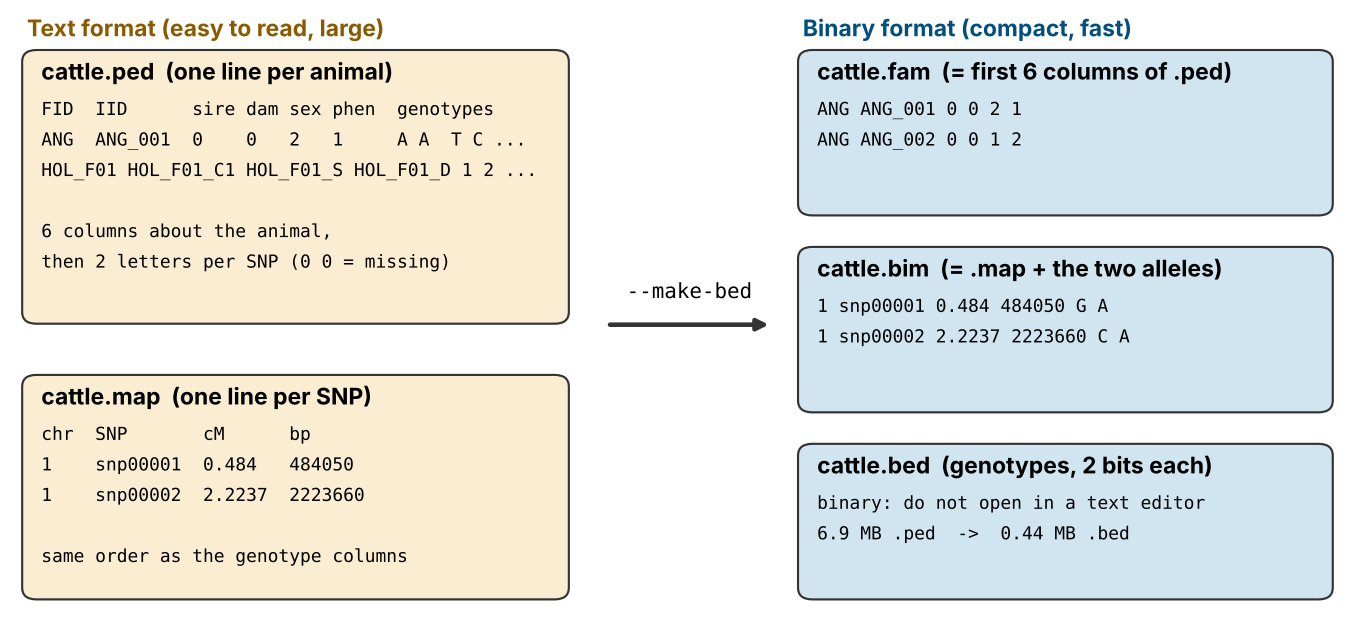 Text format (easy to read, large)
cattle.ped  (one line per animal)
FID  IID      sire dam sex phen  genotypes
ANG  ANG_001  0    0   2   1     A A  T C ...
HOL_F01 HOL_F01_C1 HOL_F01_S HOL_F01_D 1 2 ...
6 columns about the animal,
then 2 letters per SNP (0 0 = missing)
cattle.map  (one line per SNP)
chr  SNP       cM      bp
1    snp00001  0.484   484050
1    snp00002  2.2237  2223660
same order as the genotype columns
--make-bed
Binary format (compact, fast)
cattle.fam  (= first 6 columns of .ped)
ANG ANG_001 0 0 2 1
ANG ANG_002 0 0 1 2
cattle.bim  (= .map + the two alleles)
1 snp00001 0.484 484050 G A
1 snp00002 2.2237 2223660 C A
cattle.bed  (genotypes, 2 bits each)
binary: do not open in a text editor
6.9 MB .ped  ->  0.44 MB .bed